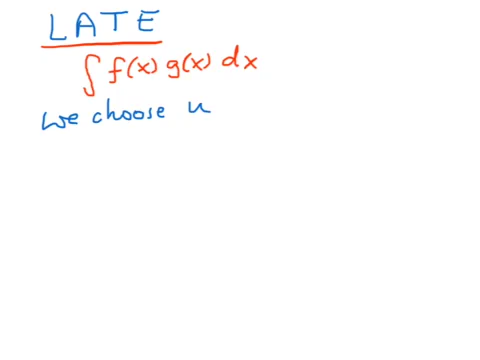 LATE
∫ f(x) g(x) dx
We choose u